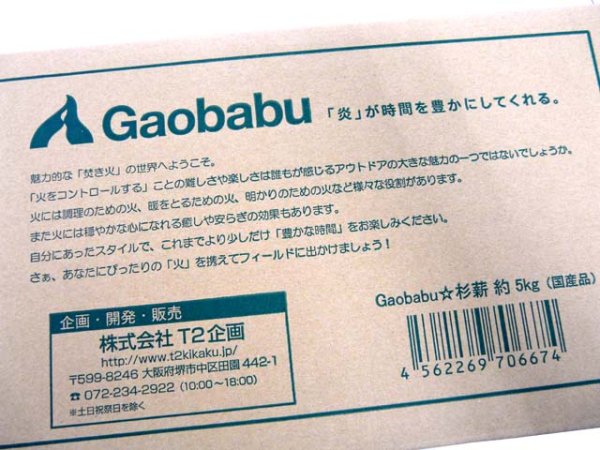 Gaobabu 「炎」が時間を豊かにしてくれる。
魅力的な「焚き火」の世界へようこそ。
「火をコントロールする」ことの難しさや楽しさは誰もが感じるアウトドアの大きな魅力の一つではないでしょうか。
火には調理のための火、暖をとるための火、明かりのための火など様々な役割があります。
また火には穏やかな心になれる癒しや安らぎの効果もあります。
自分にあったスタイルで、これまでより少しだけ「豊かな時間」をお楽しみください。
さぁ、あなたにぴったりの「火」を携えてフィールドに出かけましょう！
企画・開発・販売
株式会社 T2企画
http://www.t2kikaku.jp/
〒599-8246 大阪府堺市中区田園 442-1
☎ 072-234-2922（10:00〜18:00）
※土日祝祭日を除く
Gaobabu☆杉薪 約 5kg（国産品）
4 562269 706674